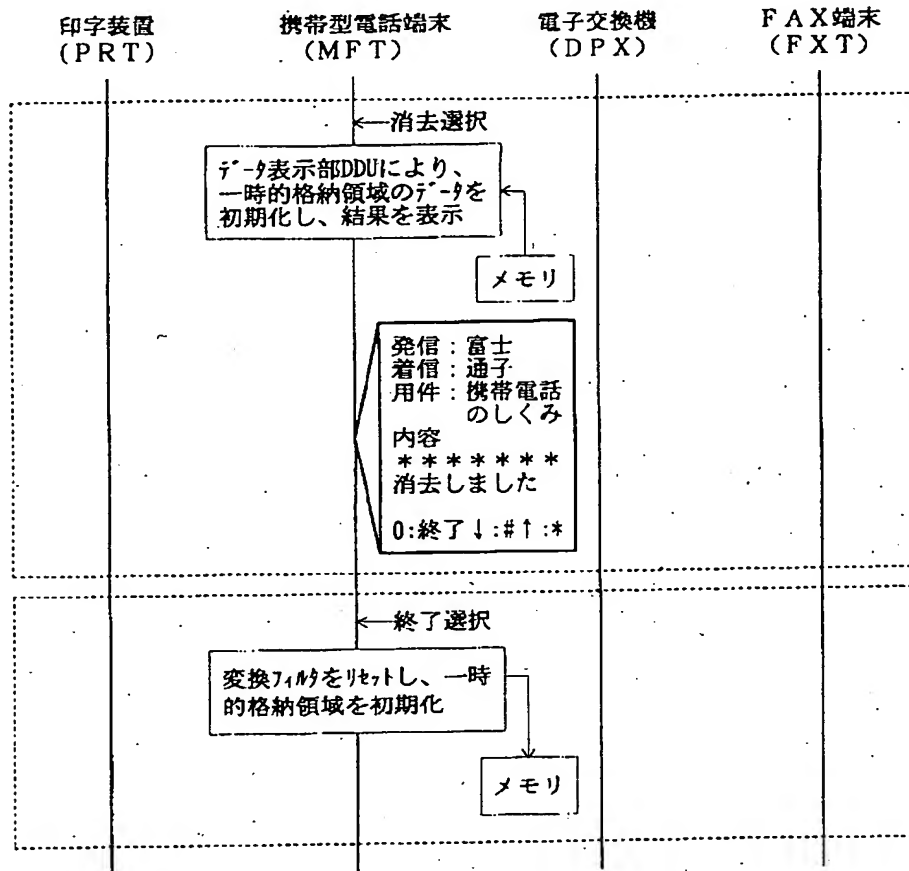 印字装置
(PRT)
携帯型電話端末
(MFT)
電子交換機
(DPX)
FAX端末
(FXT)
消去選択
データ表示部DDUにより、
一時的格納領域のデータを
初期化し、結果を表示
メモリ
発信：富士
着信：通子
用件：携帯電話
のしくみ
内容
＊＊＊＊＊＊＊
消去しました
0:終了↓:#↑:*
終了選択
変換フィルタをリセットし、一時
的格納領域を初期化
メモリ